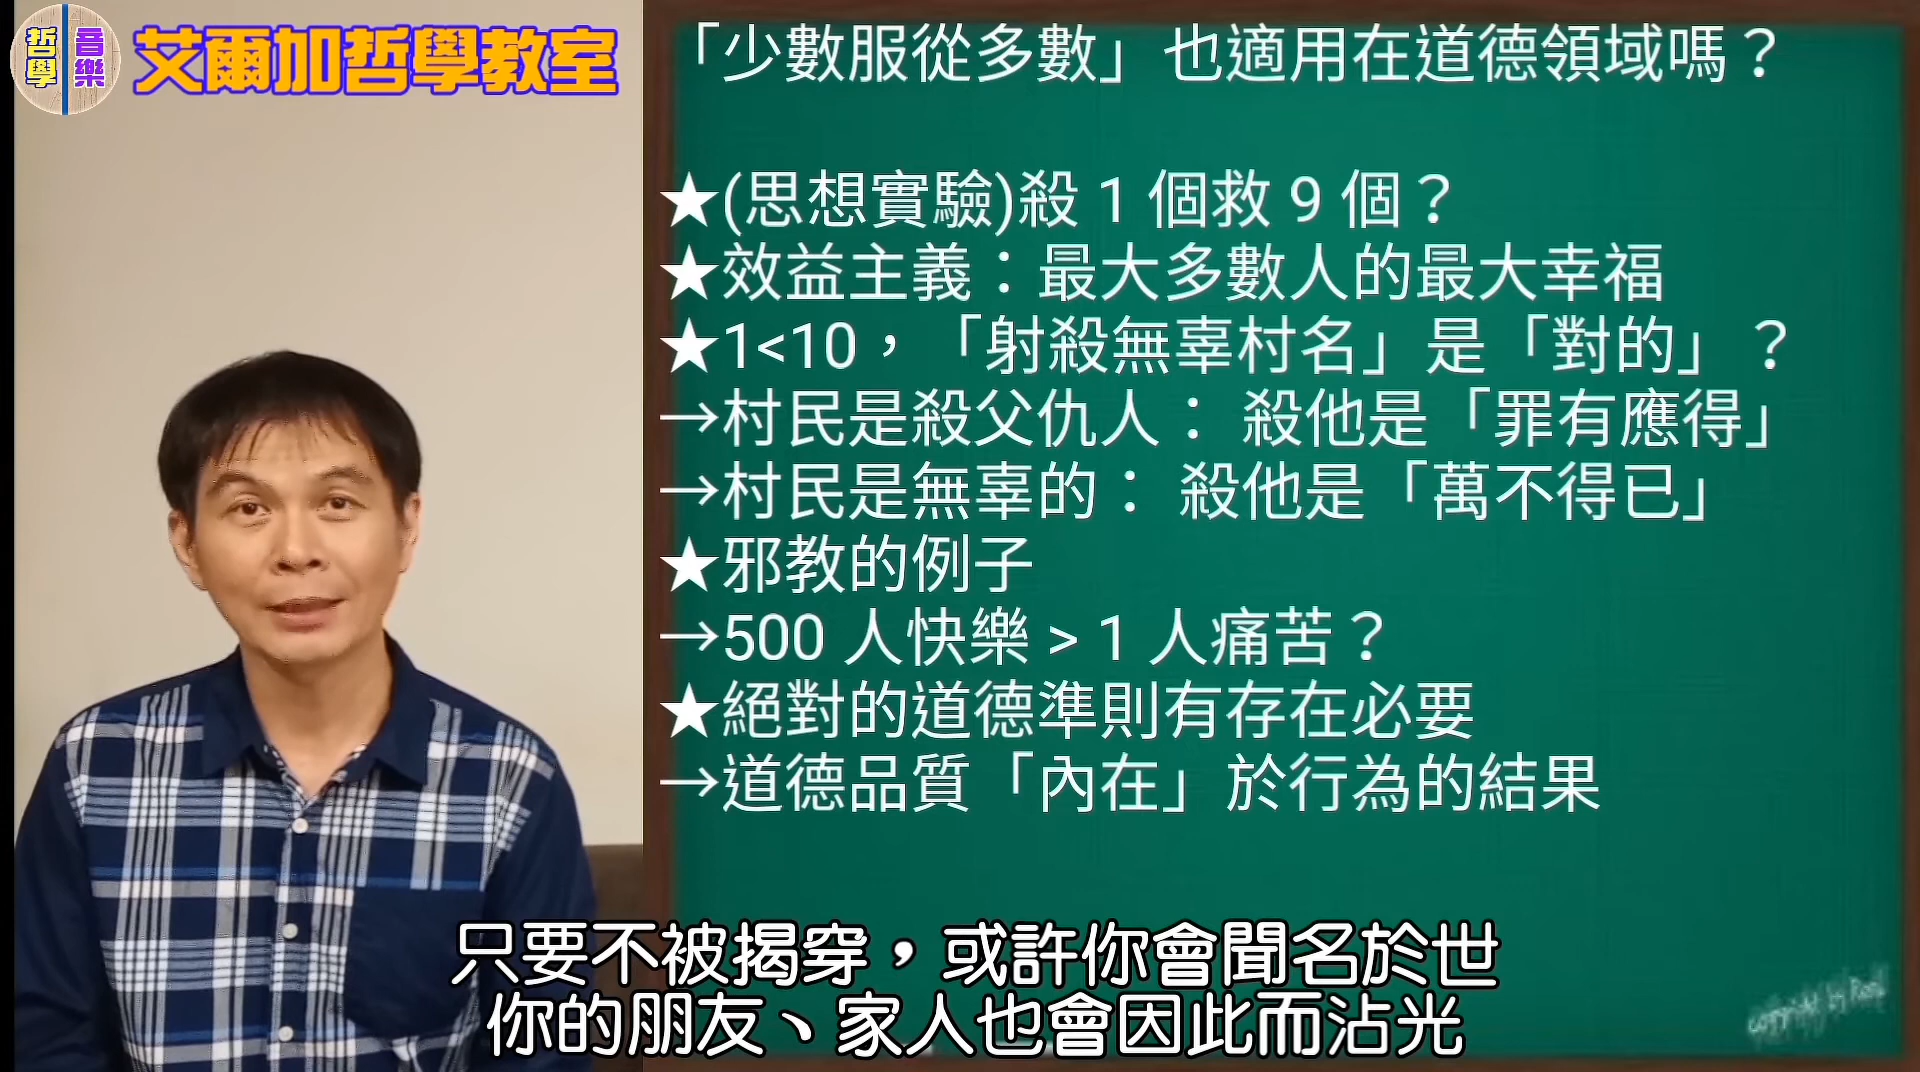 哲學
音樂
艾爾加哲學教室
「少數服從多數」也適用在道德領域嗎？
★(思想實驗)殺 1 個救 9 個？
★效益主義：最大多數人的最大幸福
★1<10，「射殺無辜村名」是「對的」？
→村民是殺父仇人： 殺他是「罪有應得」
→村民是無辜的： 殺他是「萬不得已」
★邪教的例子
→500 人快樂 > 1 人痛苦？
★絕對的道德準則有存在必要
→道德品質「內在」於行為的結果
只要不被揭穿，或許你會聞名於世
你的朋友、家人也會因此而沾光
copyright by